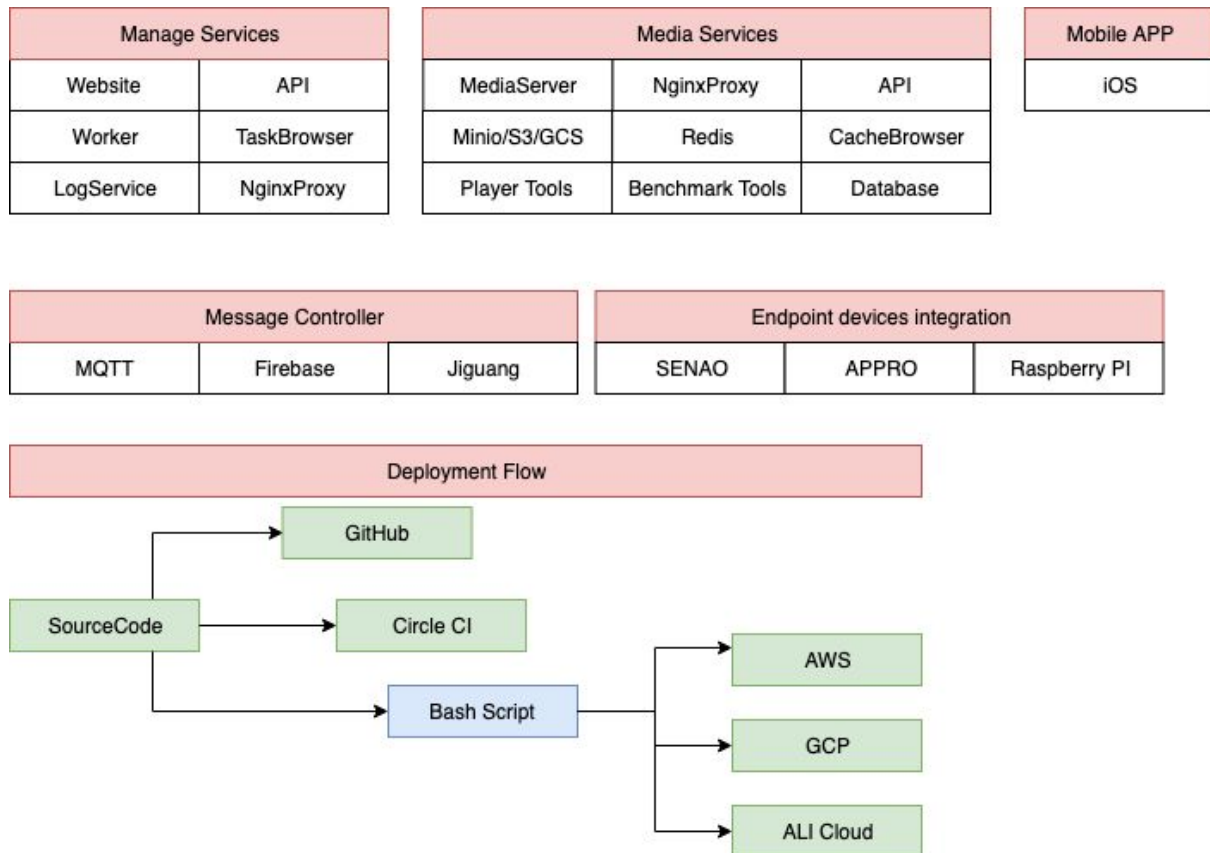 Manage Services
Website API
Worker TaskBrowser
LogService NginxProxy
Media Services
MediaServer NginxProxy API
Minio/S3/GCS Redis CacheBrowser
Player Tools Benchmark Tools Database
Mobile APP
iOS
Message Controller
MQTT Firebase Jiguang
Endpoint devices integration
SENAO APPRO Raspberry PI
Deployment Flow
GitHub
SourceCode
Circle CI
Bash Script
AWS
GCP
ALI Cloud